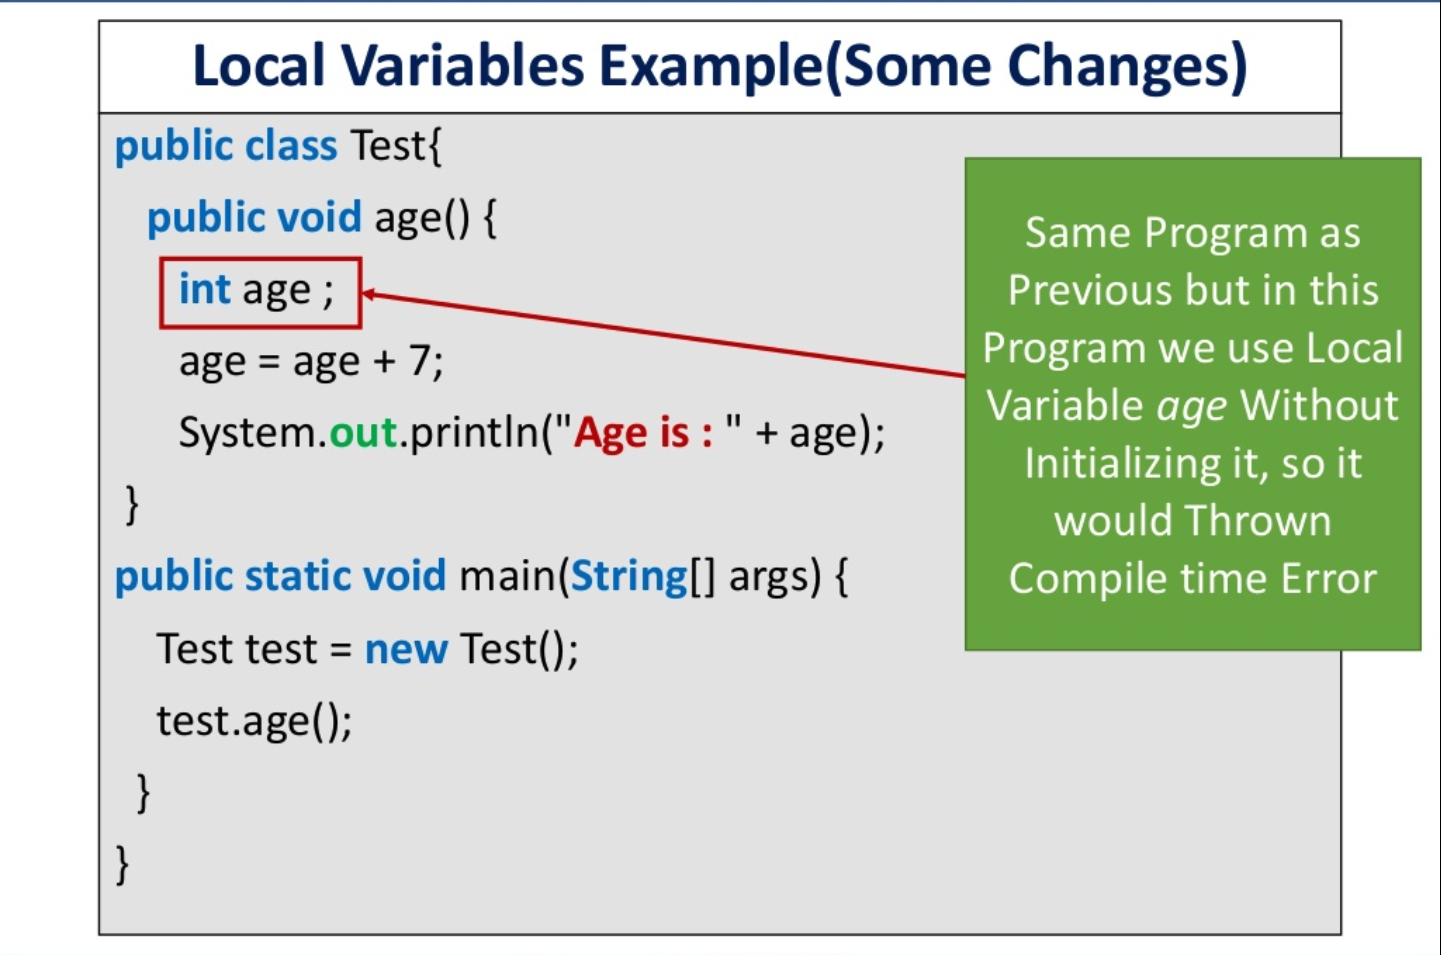 Local Variables Example(Some Changes)
public class Test{
public void age() {
int age ;
age = age + 7;
System.out.println("Age is : " + age);
}
public static void main(String[] args) {
Test test = new Test();
test.age();
}
}
Same Program as
Previous but in this
Program we use Local
Variable age Without
Initializing it, so it
would Thrown
Compile time Error